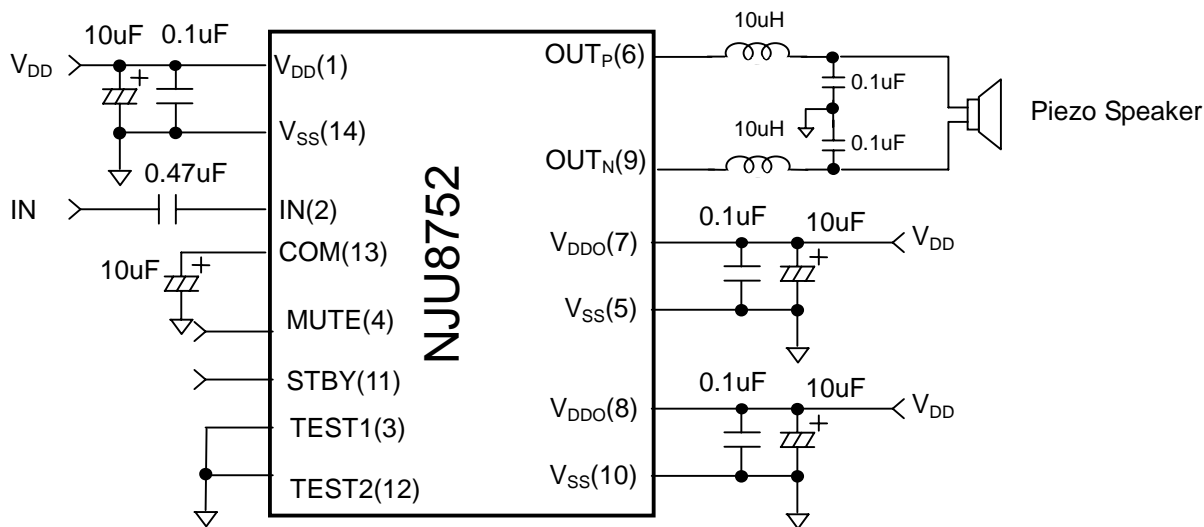 10uF 0.1uF
V_DD
V_DD(1)
V_SS(14)
0.47uF
IN
IN(2)
COM(13)
10uF
+
+
MUTE(4)
STBY(11)
TEST1(3)
TEST2(12)
NJU8752
10uH
OUT_P(6)
0.1uF
Piezo Speaker
10uH
0.1uF
OUT_N(9)
0.1uF 10uF
V_DDO(7)
V_DD
+
V_SS(5)
0.1uF 10uF
V_DDO(8)
V_DD
+
V_SS(10)